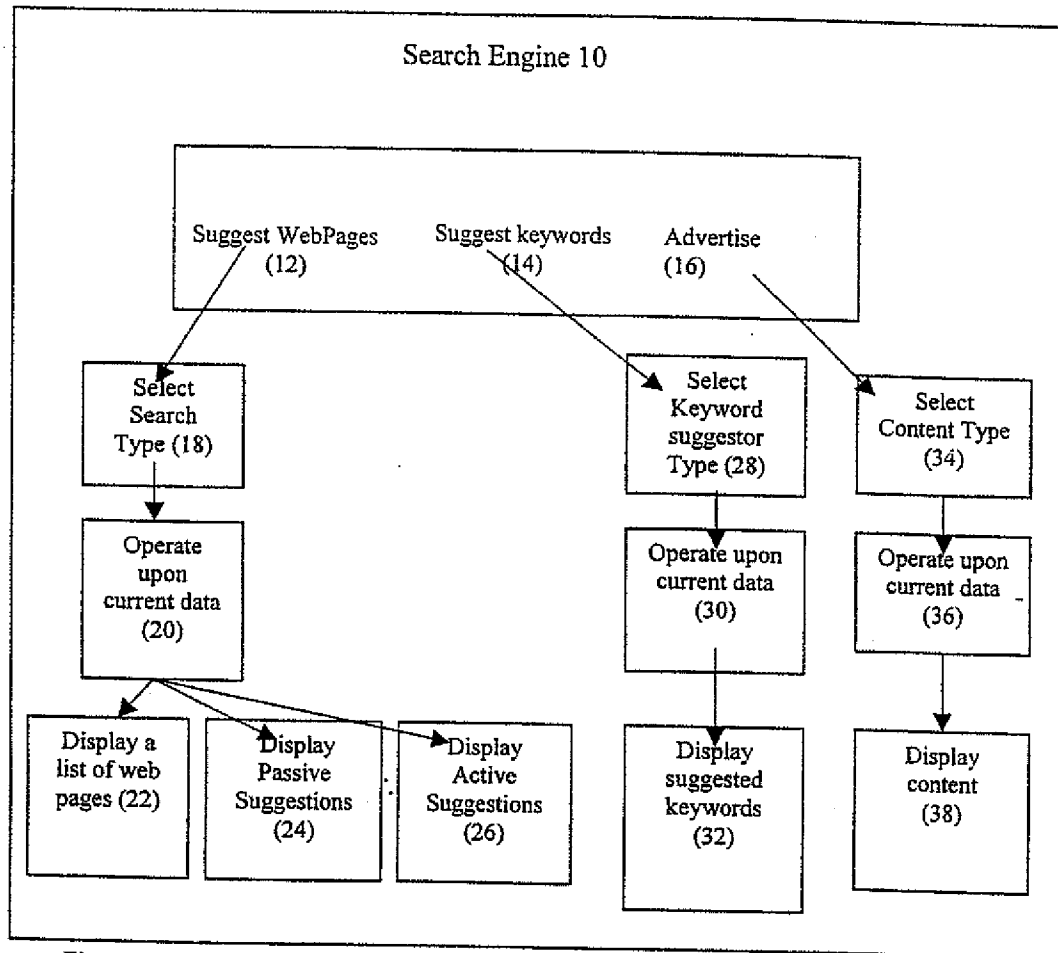 Search Engine 10
Suggest WebPages
(12)
Suggest keywords
(14)
Advertise
(16)
Select
Search
Type (18)
Select
Keyword
suggestor
Type (28)
Select
Content Type
(34)
Operate
upon
current data
(20)
Operate upon
current data
(30)
Operate upon
current data
(36)
Display a
list of web
pages (22)
Display
Passive
Suggestions
(24)
Display
Active
Suggestions
(26)
Display
suggested
keywords
(32)
Display
content
(38)